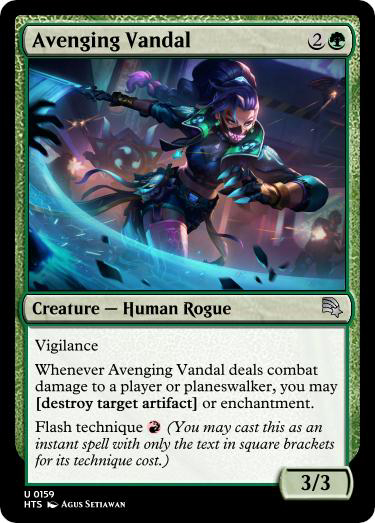 Avenging Vandal 2
Creature — Human Rogue
Vigilance
Whenever Avenging Vandal deals combat
damage to a player or planeswalker, you may
[destroy target artifact] or enchantment.
Flash technique (You may cast this as an
instant spell with only the text in square brackets
for its technique cost.)
3/3
U 0159
HTS Agus Setiawan